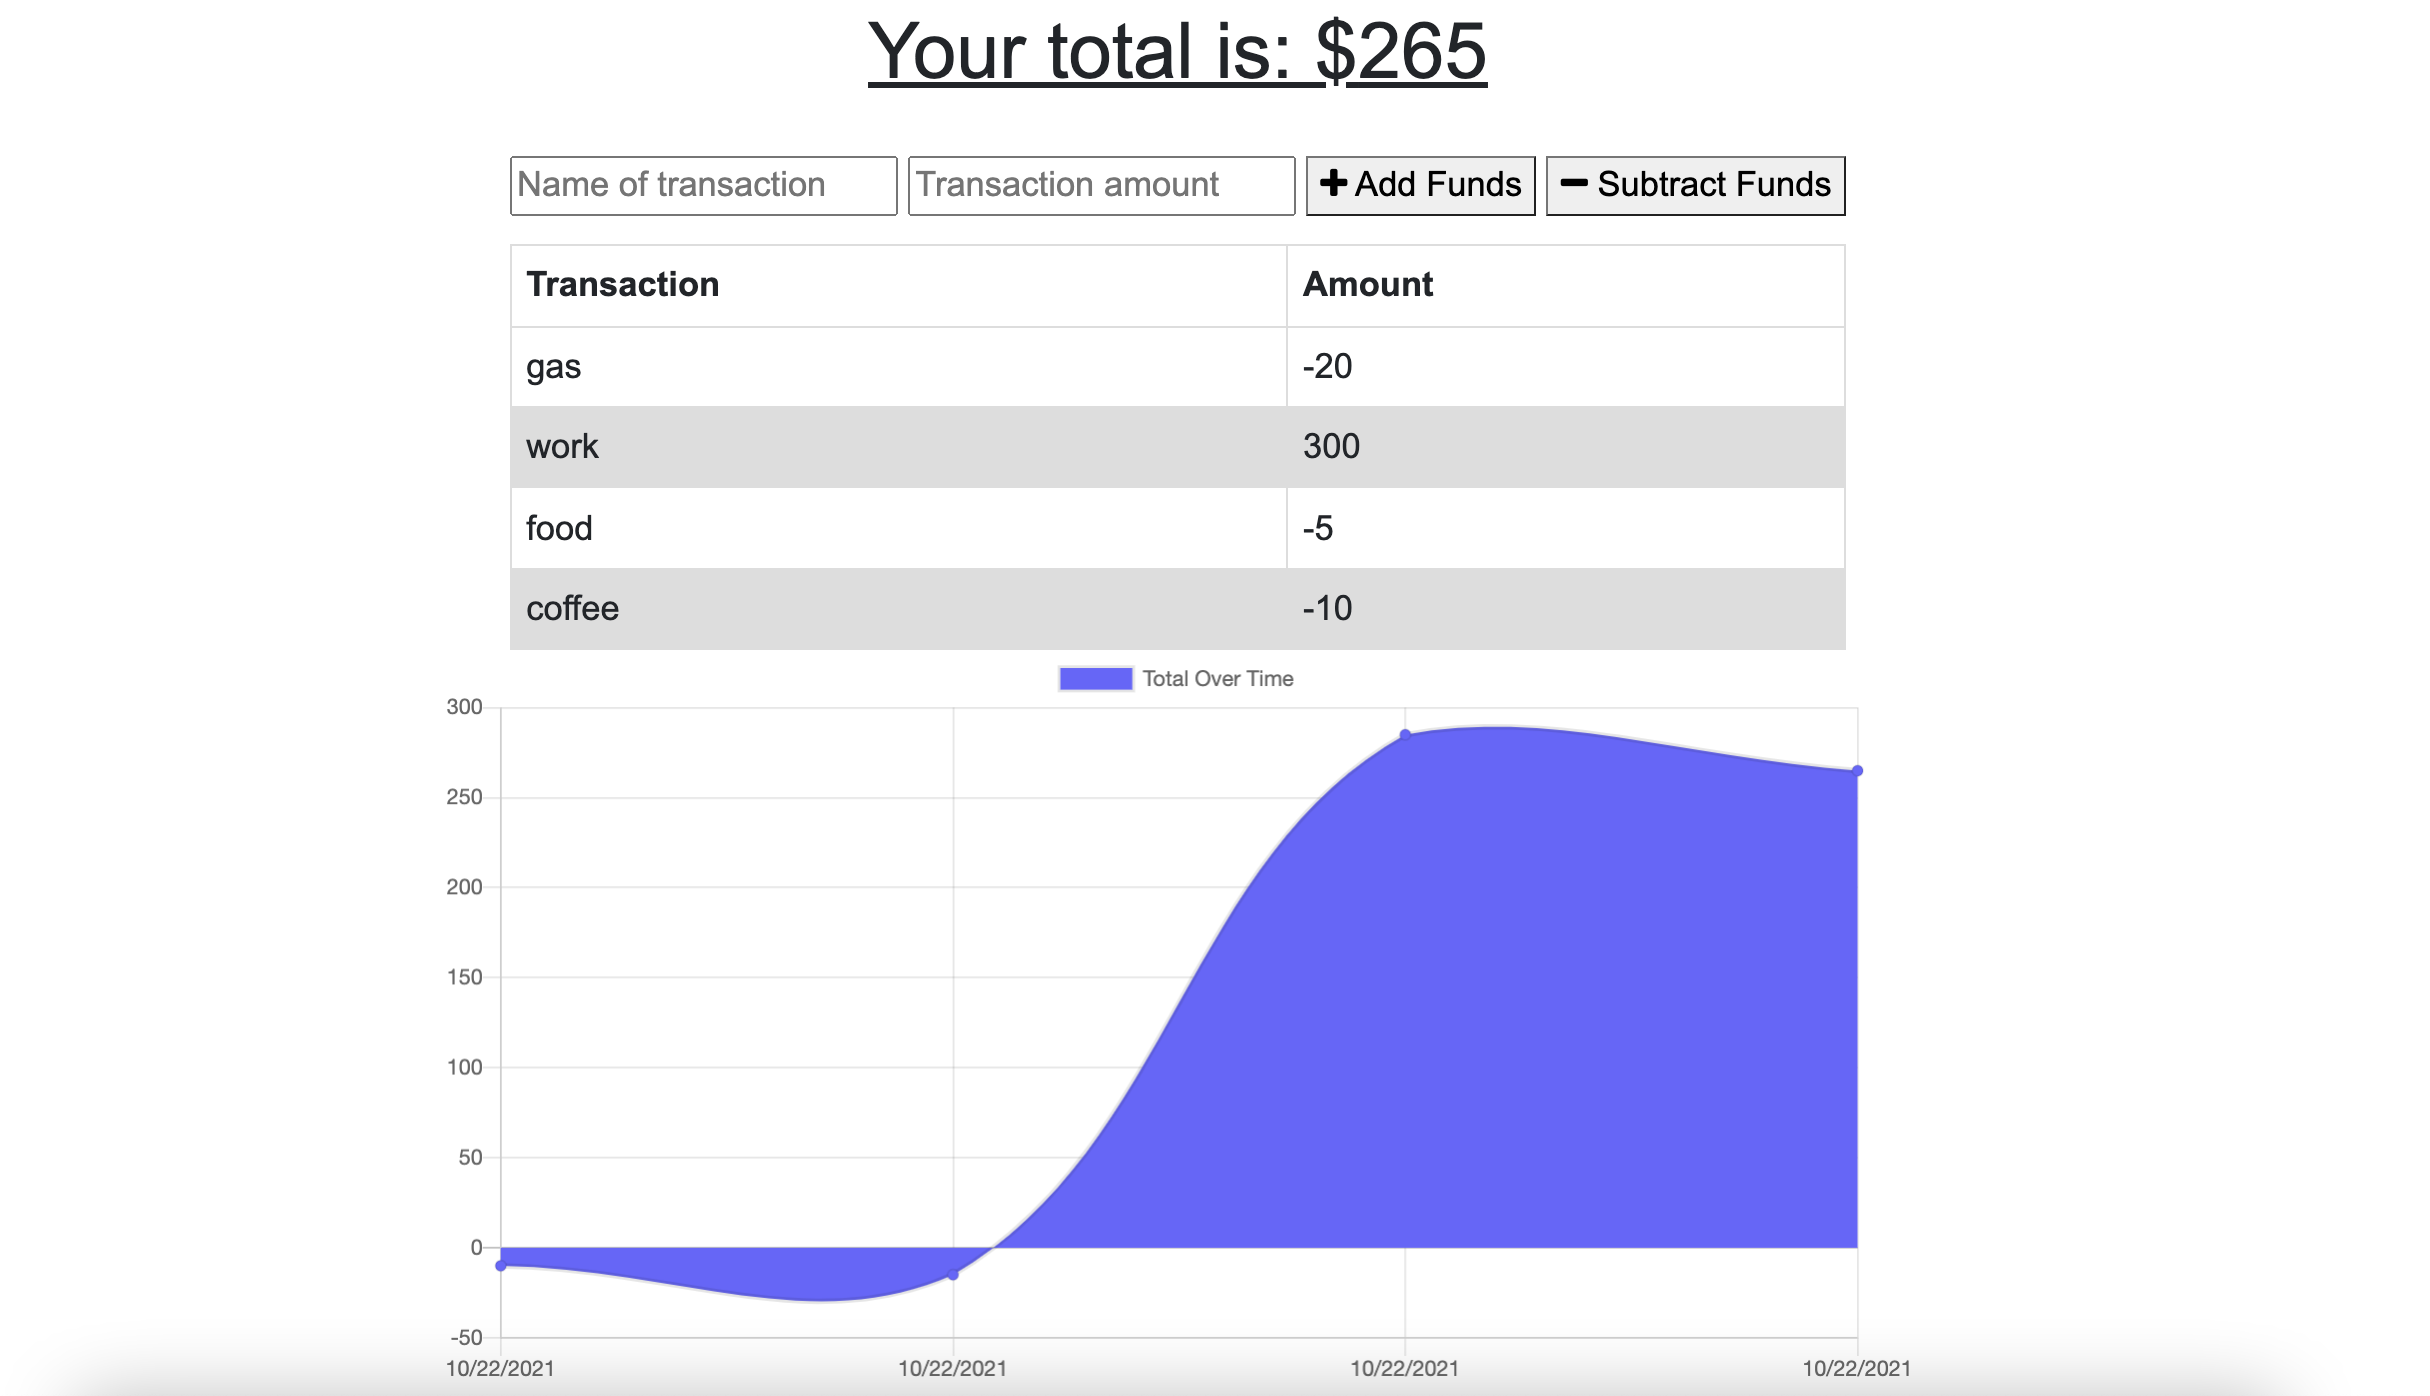 Your total is: $265
Name of transaction Transaction amount Add Funds Subtract Funds
Transaction Amount
gas -20
work 300
food -5
coffee -10
Total Over Time
300
250
200
150
100
50
0
-50
10/22/2021 10/22/2021 10/22/2021 10/22/2021